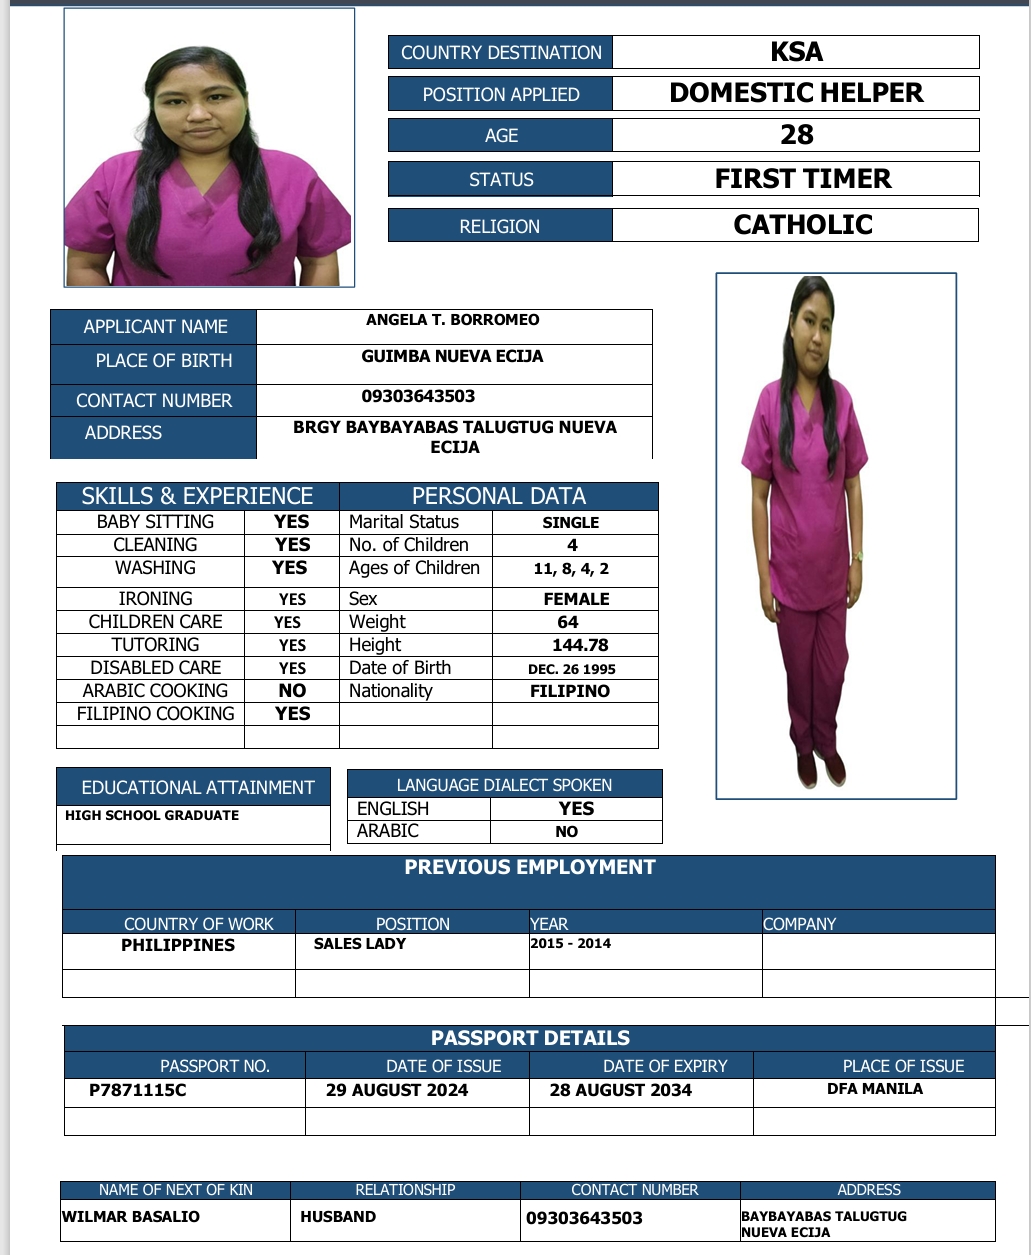 COUNTRY DESTINATION KSA
POSITION APPLIED DOMESTIC HELPER
AGE 28
STATUS FIRST TIMER
RELIGION CATHOLIC
APPLICANT NAME ANGELA T. BORROMEO
PLACE OF BIRTH GUIMBA NUEVA ECIJA
CONTACT NUMBER 09303643503
ADDRESS BRGY BAYBAYABAS TALUGTUG NUEVA
ECIJA
SKILLS & EXPERIENCE PERSONAL DATA
BABY SITTING YES Marital Status SINGLE
CLEANING YES No. of Children 4
WASHING YES Ages of Children 11, 8, 4, 2
IRONING YES Sex FEMALE
CHILDREN CARE YES Weight 64
TUTORING YES Height 144.78
DISABLED CARE YES Date of Birth DEC. 26 1995
ARABIC COOKING NO Nationality FILIPINO
FILIPINO COOKING YES
EDUCATIONAL ATTAINMENT
HIGH SCHOOL GRADUATE
LANGUAGE DIALECT SPOKEN
ENGLISH YES
ARABIC NO
PREVIOUS EMPLOYMENT
COUNTRY OF WORK POSITION YEAR COMPANY
PHILIPPINES SALES LADY 2015 - 2014
PASSPORT DETAILS
PASSPORT NO. DATE OF ISSUE DATE OF EXPIRY PLACE OF ISSUE
P7871115C 29 AUGUST 2024 28 AUGUST 2034 DFA MANILA
NAME OF NEXT OF KIN RELATIONSHIP CONTACT NUMBER ADDRESS
WILMAR BASALIO HUSBAND 09303643503 BAYBAYABAS TALUGTUG
NUEVA ECIJA